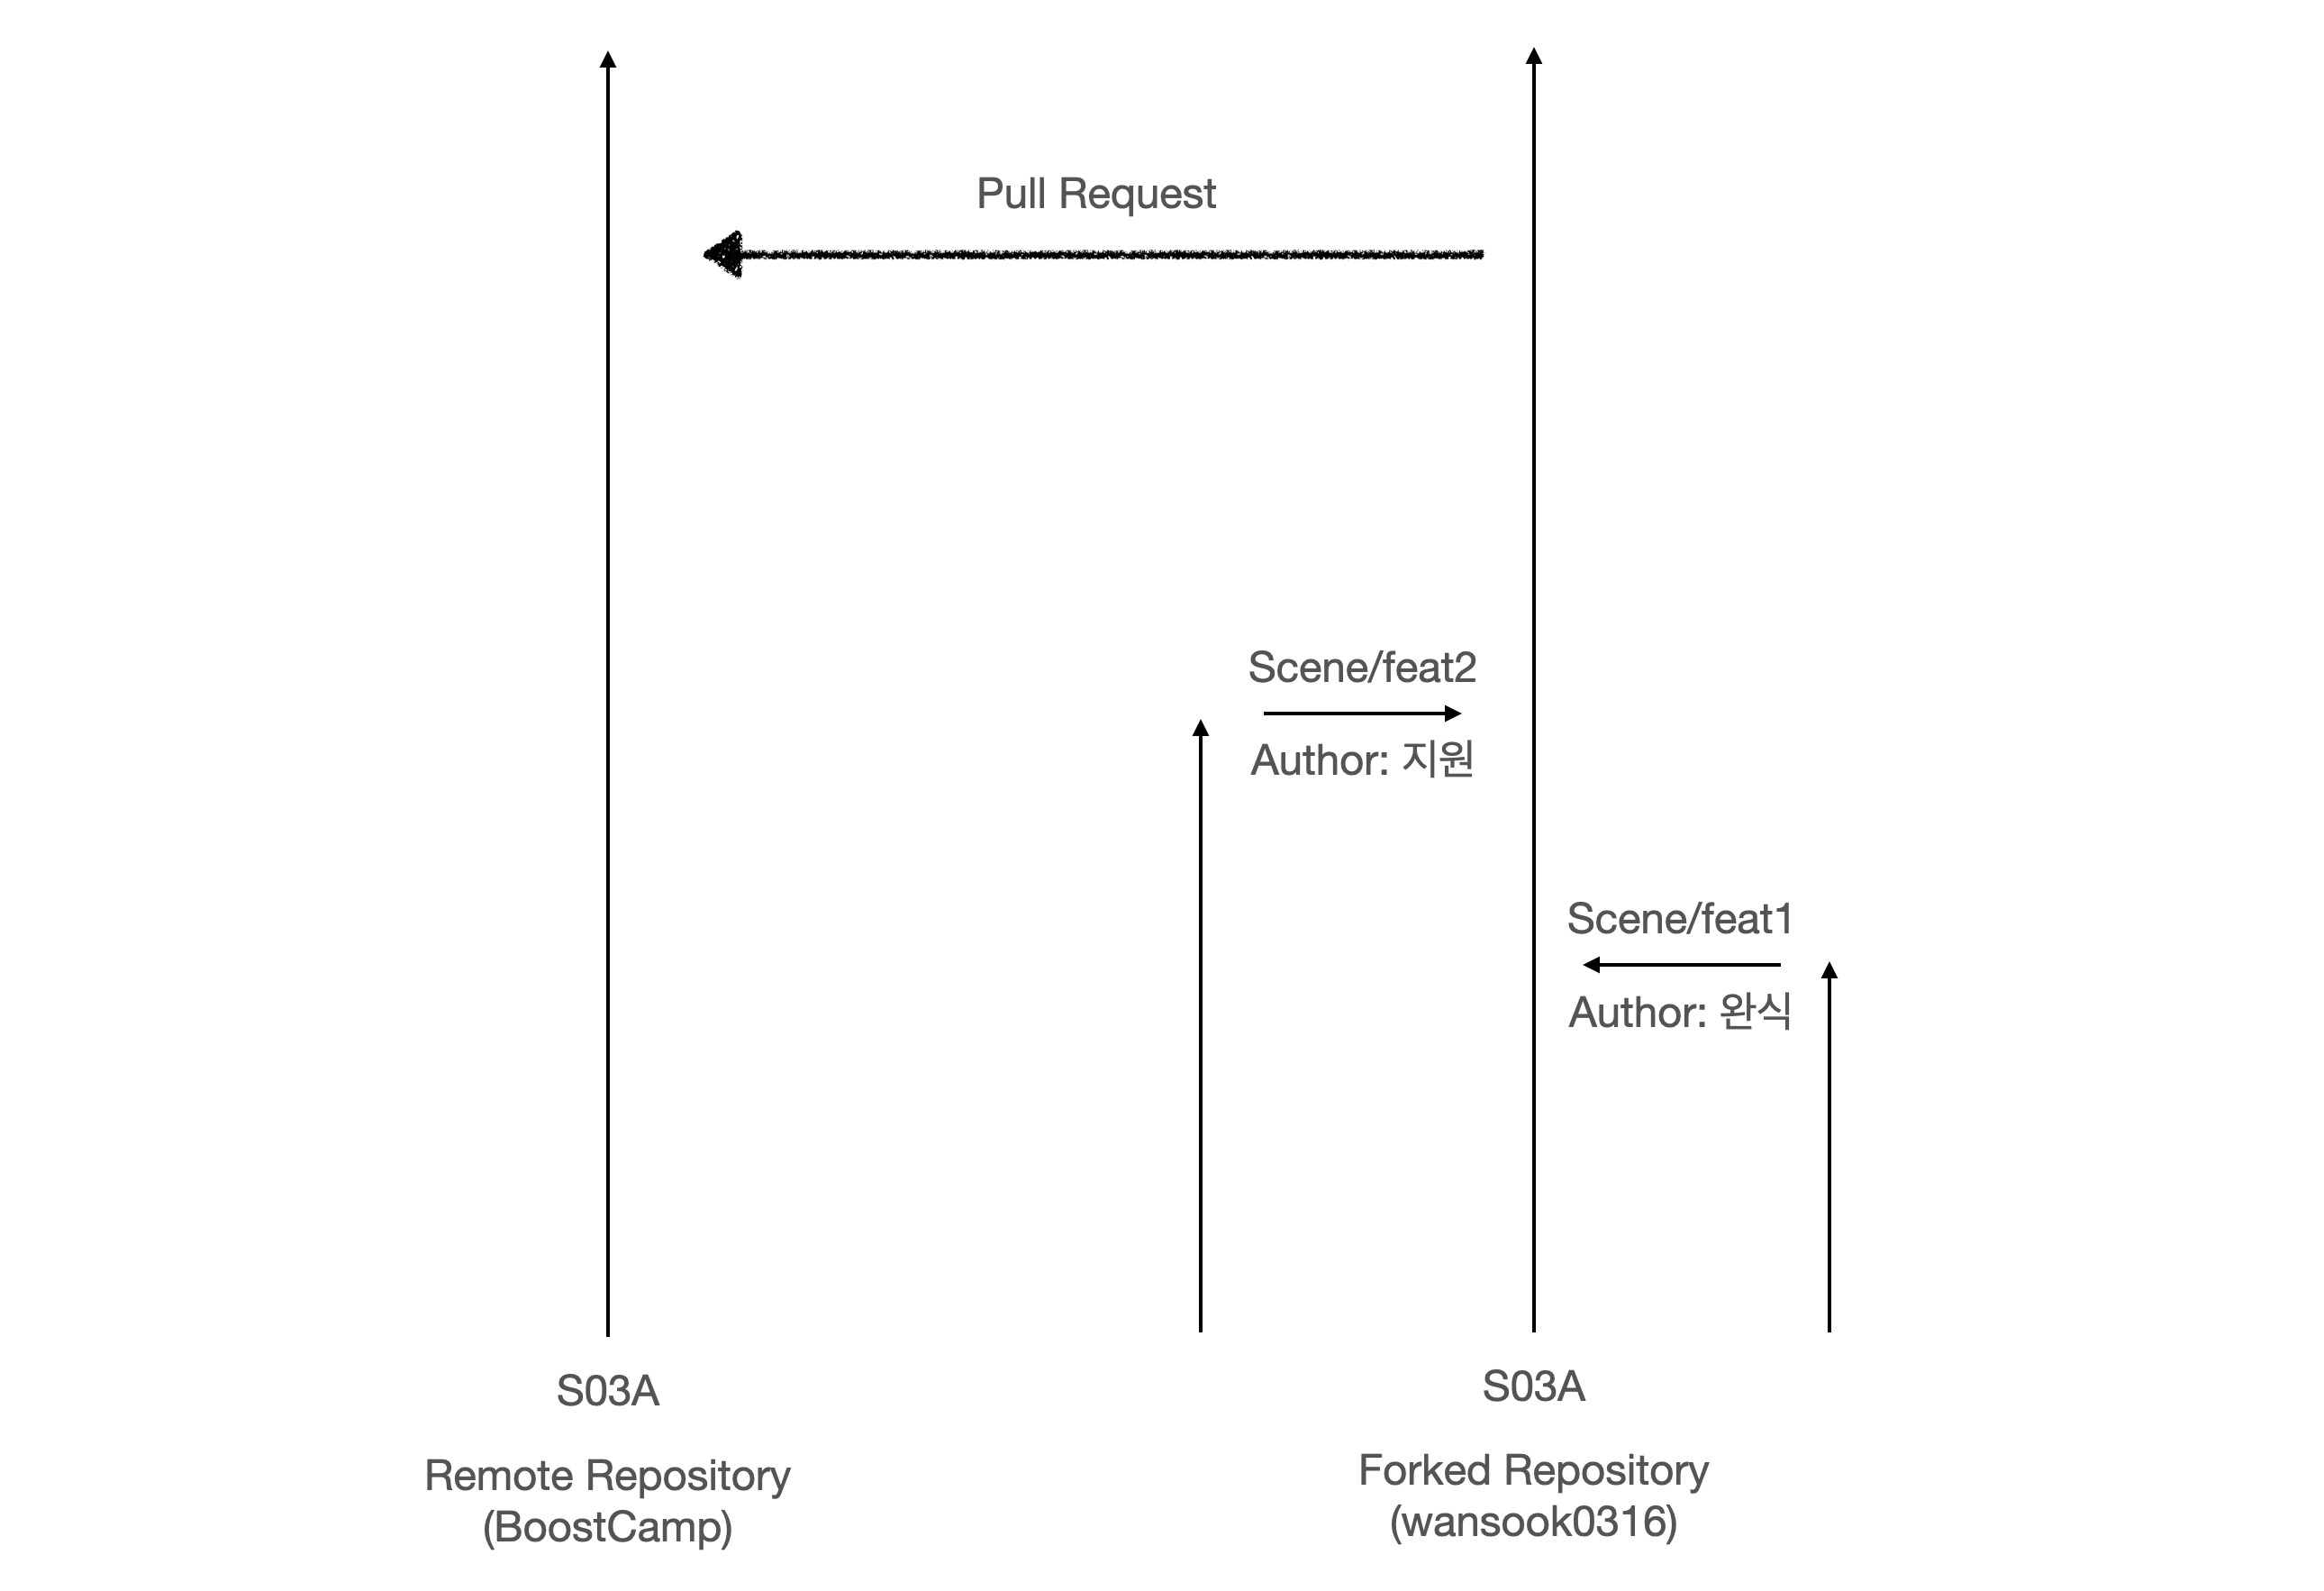 Pull Request
Scene/feat2
Author: 지원
Scene/feat1
Author: 완식
S03A
Remote Repository
(BoostCamp)
S03A
Forked Repository
(wansook0316)